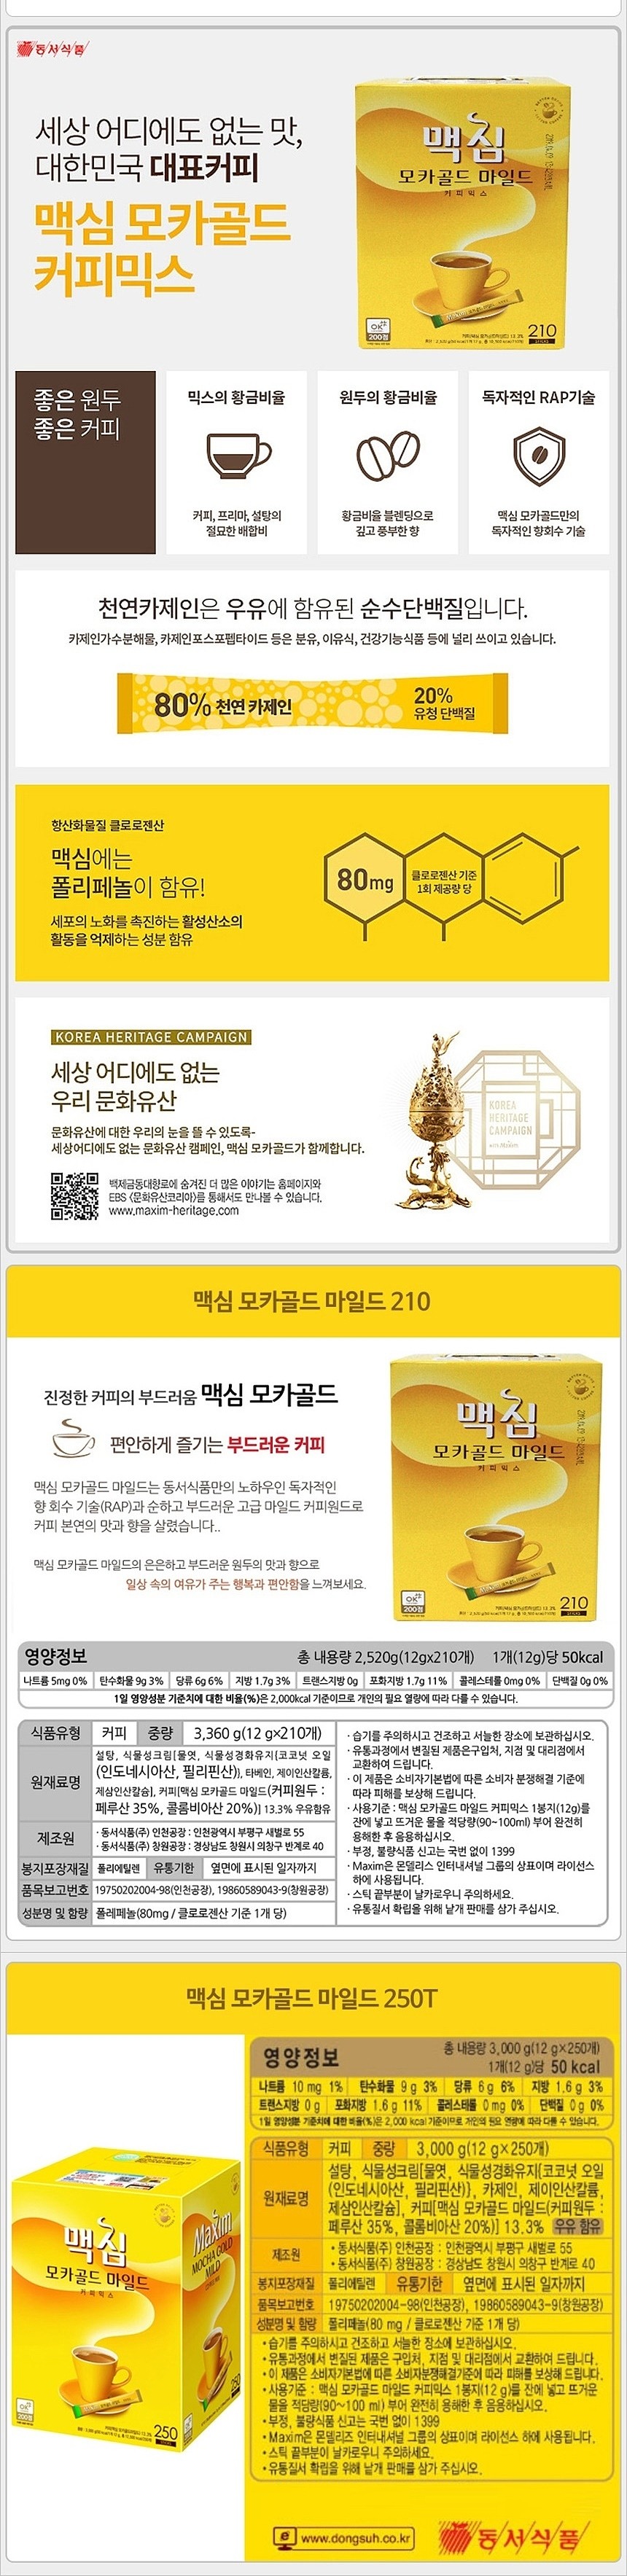 동서식품
세상 어디에도 없는 맛,
대한민국 대표커피
맥심 모카골드
커피믹스
맥심
모카골드 마일드
커피믹스
210
좋은 원두
좋은 커피
믹스의 황금비율
커피, 프리마, 설탕의
절묘한 배합비
원두의 황금비율
황금비율 블렌딩으로
깊고 풍부한 향
독자적인 RAP기술
맥심 모카골드만의
독자적인 향회수 기술
천연카제인은 우유에 함유된 순수단백질입니다.
카제인가수분해물, 카제인포스포펩타이드 등은 분유, 이유식, 건강기능식품 등에 널리 쓰이고 있습니다.
80% 천연 카제인
20%
유청 단백질
항산화물질 클로로젠산
맥심에는
폴리페놀이 함유!
세포의 노화를 촉진하는 활성산소의
활동을 억제하는 성분 함유
80mg
클로로젠산 기준
1회 제공량 당
KOREA HERITAGE CAMPAIGN
세상 어디에도 없는
우리 문화유산
문화유산에 대한 우리의 눈을 뜰 수 있도록-
세상어디에도 없는 문화유산 캠페인, 맥심 모카골드가 함께합니다.
백제금동대향로에 숨겨진 더 많은 이야기는 홈페이지와
EBS <문화유산코리아>를 통해서도 만나볼 수 있습니다.
www.maxim-heritage.com
KOREA
HERITAGE
CAMPAIGN
with Maxim
맥심 모카골드 마일드 210
진정한 커피의 부드러움 맥심 모카골드
편안하게 즐기는 부드러운 커피
맥심 모카골드 마일드는 동서식품만의 노하우인 독자적인
향 회수 기술(RAP)과 순하고 부드러운 고급 마일드 커피원두로
커피 본연의 맛과 향을 살렸습니다..
맥심 모카골드 마일드의 은은하고 부드러운 원두의 맛과 향으로
일상 속의 여유가 주는 행복과 편안함을 느껴보세요.
맥심
모카골드 마일드
커피믹스
210
영양정보 총 내용량 2,520g(12gx210개) 1개(12g)당 50kcal
나트륨 5mg 0% 탄수화물 9g 3% 당류 6g 6% 지방 1.7g 3% 트랜스지방 0g 포화지방 1.7g 11% 콜레스테롤 0mg 0% 단백질 0g 0%
1일 영양성분 기준치에 대한 비율(%)은 2,000kcal 기준이므로 개인의 필요 열량에 따라 다를 수 있습니다.
식품유형 커피 중량 3,360 g(12 g×210개)
원재료명 설탕, 식물성크림[물엿, 식물성경화유지{코코넛 오일
(인도네시아산, 필리핀산)}, 카제인, 제이인산칼륨,
제삼인산칼슘], 커피[맥심 모카골드 마일드(커피원두 :
페루산 35%, 콜롬비아산 20%)] 13.3% 우유함유
제조원 · 동서식품(주) 인천공장 : 인천광역시 부평구 새벌로 55
· 동서식품(주) 창원공장 : 경상남도 창원시 의창구 반계로 40
봉지포장재질 폴리에틸렌 유통기한 옆면에 표시된 일자까지
품목보고번호 19750202004-98(인천공장), 19860589043-9(창원공장)
성분명 및 함량 폴레페놀(80mg / 클로로젠산 기준 1개 당)
· 습기를 주의하시고 건조하고 서늘한 장소에 보관하십시오.
· 유통과정에서 변질된 제품은구입처, 지점 및 대리점에서
교환하여 드립니다.
· 이 제품은 소비자기본법에 따른 소비자 분쟁해결 기준에
따라 피해를 보상해 드립니다.
· 사용기준 : 맥심 모카골드 마일드 커피믹스 1봉지(12g)를
잔에 넣고 뜨거운 물을 적당량(90~100ml) 부어 완전히
용해한 후 음용하십시오.
· 부정, 불량식품 신고는 국번 없이 1399
· Maxim은 몬델리스 인터내셔널 그룹의 상표이며 라이선스
하에 사용됩니다.
· 스틱 끝부분이 날카로우니 주의하세요.
· 유통질서 확립을 위해 낱개 판매를 삼가 주십시오.
맥심 모카골드 마일드 250T
맥심
모카골드 마일드
커피믹스
Maxim
MOCHA GOLD
MILD
250
영양정보
총 내용량 3,000 g(12 g×250개)
1개(12 g)당 50 kcal
나트륨 10 mg 1% 탄수화물 9 g 3% 당류 6 g 6% 지방 1.6 g 3%
트랜스지방 0 g 포화지방 1.6 g 11% 콜레스테롤 0 mg 0% 단백질 0 g 0%
1일 영양성분 기준치에 대한 비율(%)은 2,000 kcal 기준이므로 개인의 필요 열량에 따라 다를 수 있습니다.
식품유형 커피 중량 3,000 g(12 g×250개)
원재료명 설탕, 식물성크림[물엿, 식물성경화유지{코코넛 오일
(인도네시아산, 필리핀산)}, 카제인, 제이인산칼륨,
제삼인산칼슘], 커피[맥심 모카골드 마일드(커피원두 :
페루산 35%, 콜롬비아산 20%)] 13.3% 우유 함유
제조원 · 동서식품(주) 인천공장 : 인천광역시 부평구 새벌로 55
· 동서식품(주) 창원공장 : 경상남도 창원시 의창구 반계로 40
봉지포장재질 폴리에틸렌 유통기한 옆면에 표시된 일자까지
품목보고번호 19750202004-98(인천공장), 19860589043-9(창원공장)
성분명 및 함량 폴리페놀(80 mg / 클로로젠산 기준 1개 당)
• 습기를 주의하시고 건조하고 서늘한 장소에 보관하십시오.
• 유통과정에서 변질된 제품은 구입처, 지점 및 대리점에서 교환하여 드립니다.
• 이 제품은 소비자기본법에 따른 소비자분쟁해결기준에 따라 피해를 보상해 드립니다.
• 사용기준 : 맥심 모카골드 마일드 커피믹스 1봉지(12 g)를 잔에 넣고 뜨거운
물을 적당량(90~100 ml) 부어 완전히 용해한 후 음용하십시오.
• 부정, 불량식품 신고는 국번 없이 1399
• Maxim은 몬델리즈 인터내셔널 그룹의 상표이며 라이선스 하에 사용됩니다.
• 스틱 끝부분이 날카로우니 주의하세요.
• 유통질서 확립을 위해 낱개 판매를 삼가 주십시오.
www.dongsuh.co.kr
동서식품